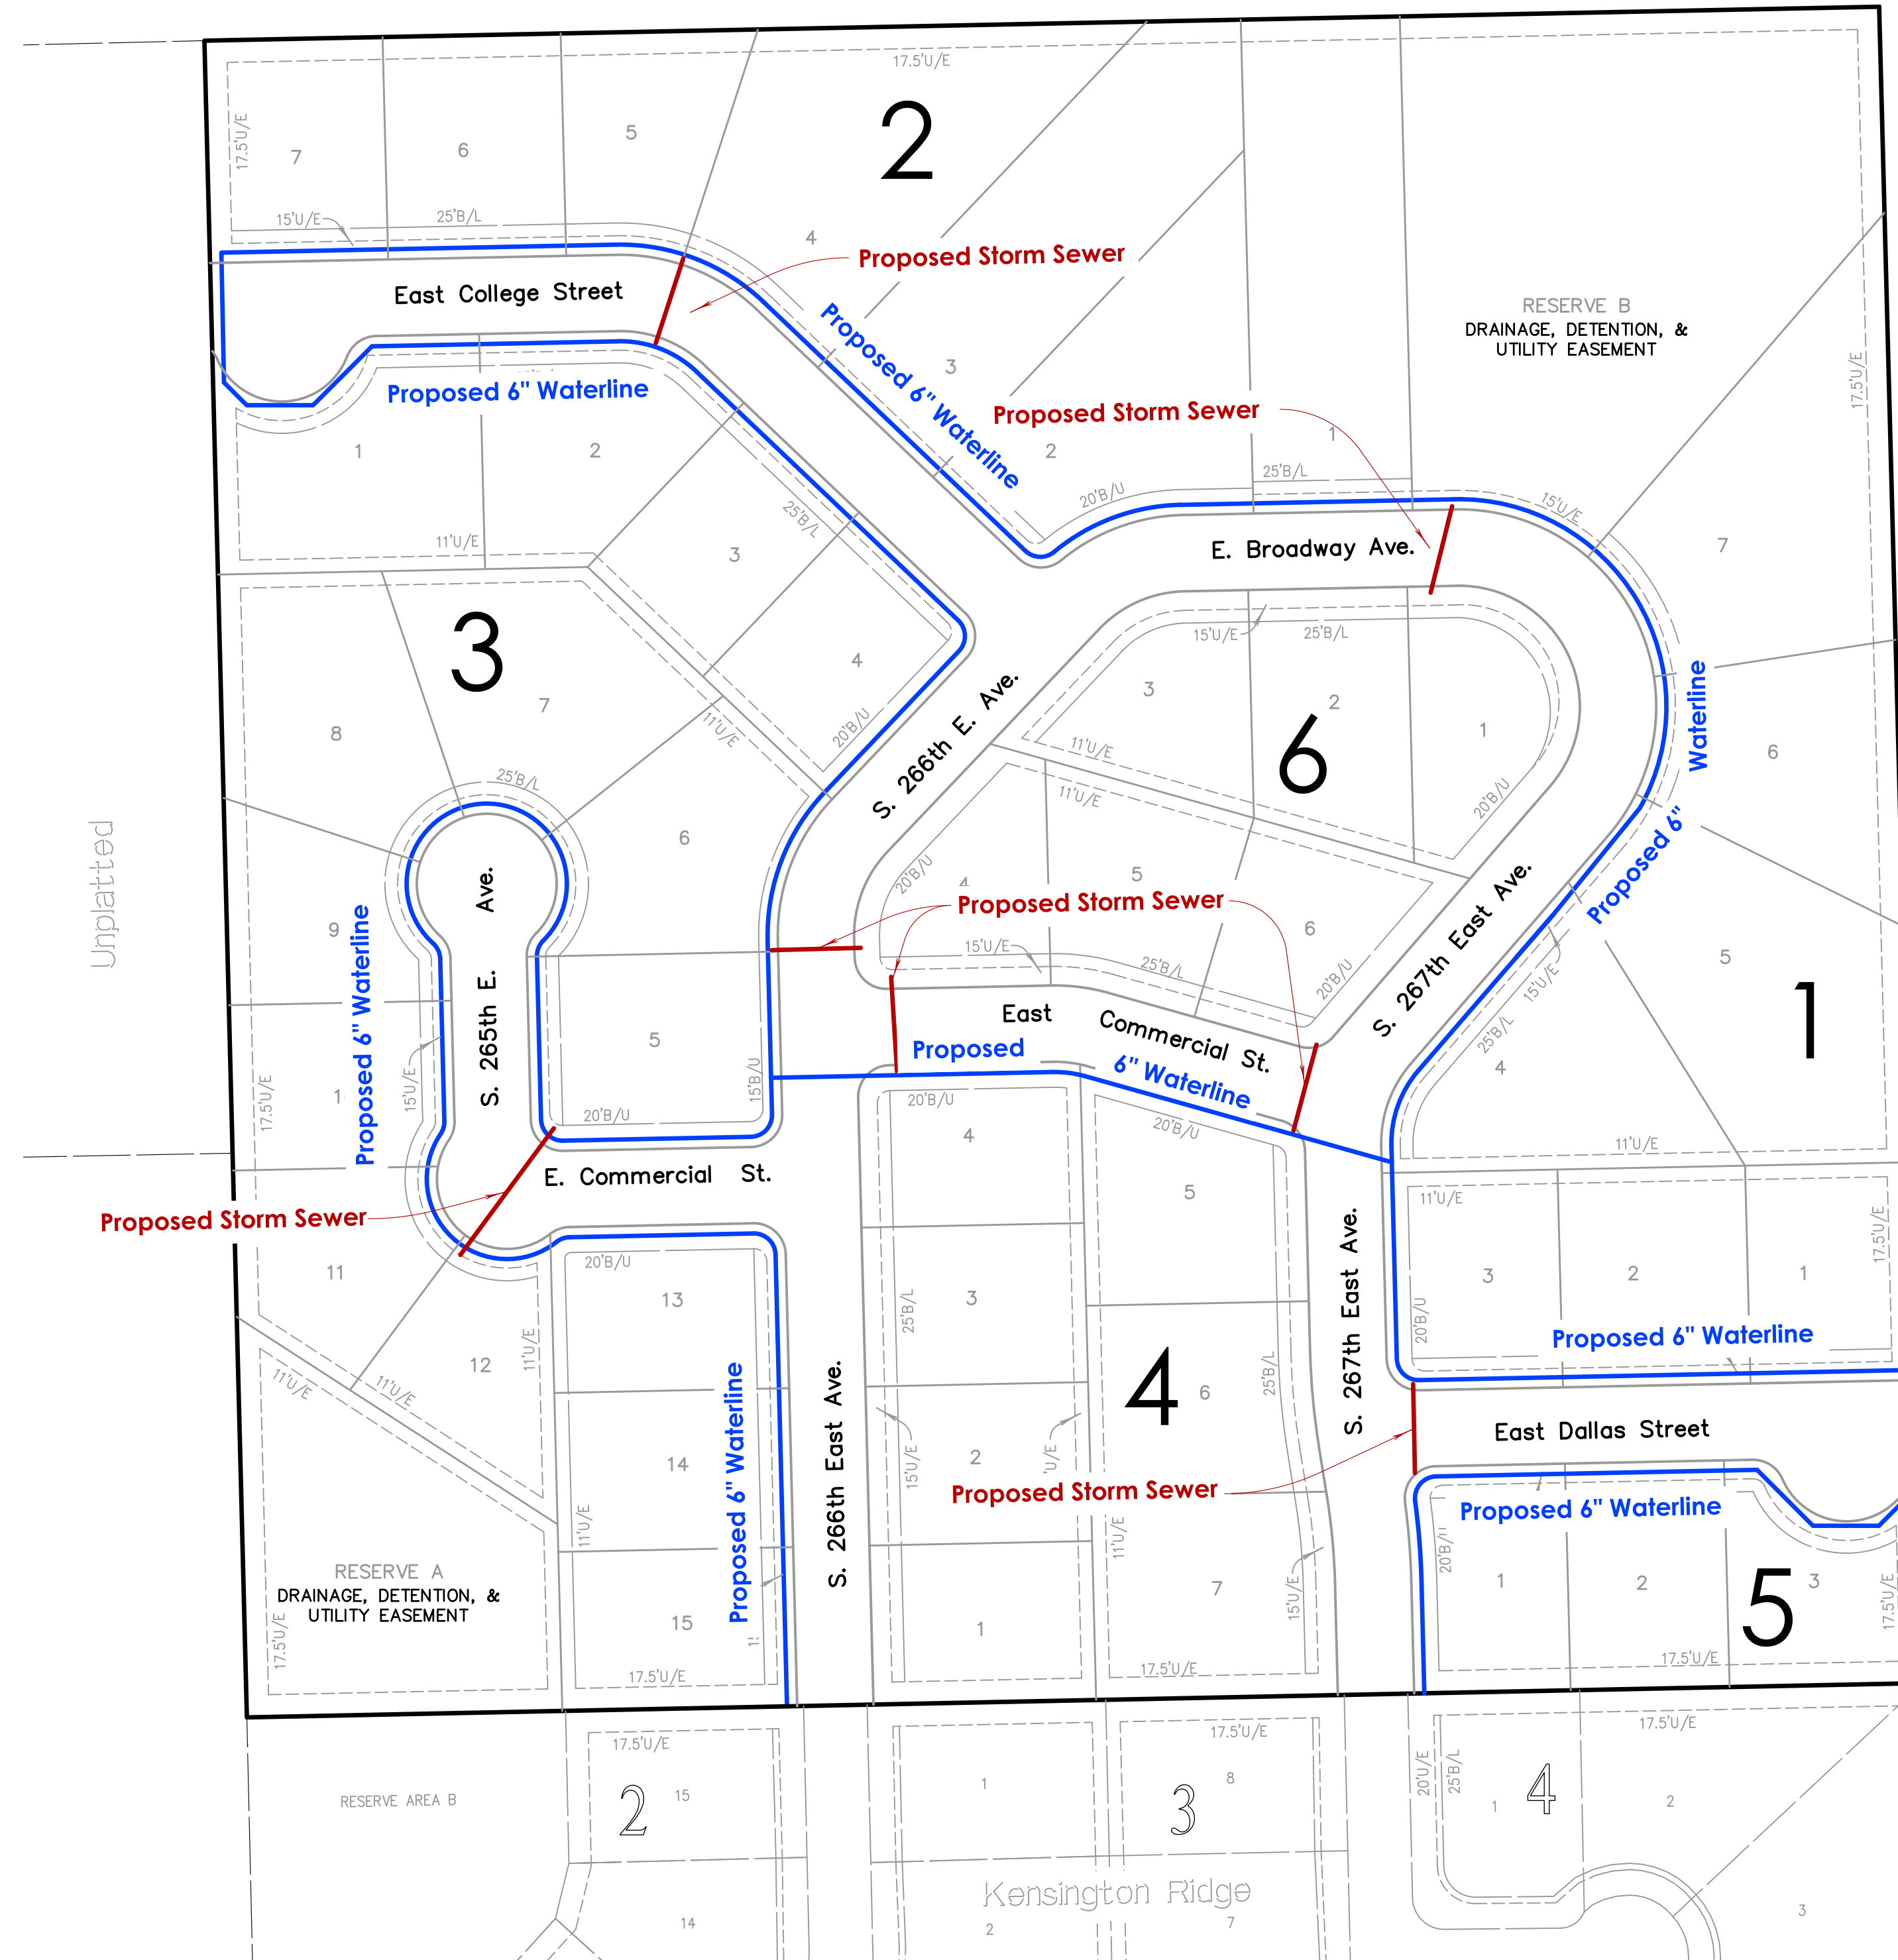 17.5'U/E
2
5
6
7
17.5'U/E
15'U/E
25'B/L
4
Proposed Storm Sewer
East College Street
RESERVE B
DRAINAGE, DETENTION, &
UTILITY EASEMENT
Proposed 6" Waterline
Proposed 6" Waterline
3
17.5'U/E
Proposed Storm Sewer
1
2
1
2
25'B/L
20'B/U
15'U/E
25'B/L
11'U/E
3
E. Broadway Ave.
7
15'U/E
25'B/L
3
4
S. 266th E. Ave.
3
2
1
6
Waterline
6
7
8
11'U/E
20'B/U
11'U/E
11'U/E
20'B/U
25'B/L
Proposed 6"
Unplatted
6
20'B/U
4
5
6
Proposed Storm Sewer
S. 267th East Ave.
S. 265th E. Ave.
9
Proposed 6" Waterline
15'U/E
25'B/L
20'B/U
15'U/E
5
1
East Commercial St.
Proposed 6" Waterline
25'B/L
4
5
15'B/U
1
15'U/E
17.5'U/E
20'B/U
20'B/U
20'B/U
4
5
11'U/E
11'U/E
E. Commercial St.
Proposed Storm Sewer
11
20'B/U
13
3
3
2
1
17.5'U/E
20'B/U
Proposed 6" Waterline
S. 267th East Ave.
12
11'U/E
11'U/E
11'U/E
25'B/L
4
6
25'B/L
Proposed 6" Waterline
S. 266th East Ave.
14
2
15'U/E
East Dallas Street
Proposed Storm Sewer
Proposed 6" Waterline
11'U/E
11'U/E
RESERVE A
DRAINAGE, DETENTION, &
UTILITY EASEMENT
17.5'U/E
15
1
7
15'U/E
1
2
3
5
17.5'U/E
17.5'U/E
17.5'U/E
17.5'U/E
17.5'U/E
17.5'U/E
17.5'U/E
RESERVE AREA B
2
15
1
3
8
20'U/E
25'B/L
1
4
2
Kensington Ridge
14
2
7
3